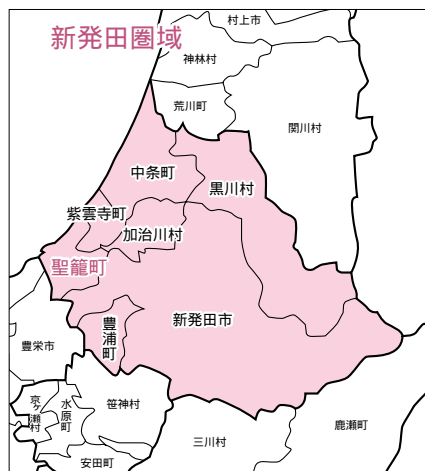 新発田圏域
村上市
神林村
荒川町
関川村
中条町
黒川村
紫雲寺町
加治川村
聖籠町
新発田市
豊浦町
豊栄市
京ヶ瀬村
水原町
笹神村
安田町
三川村
鹿瀬町